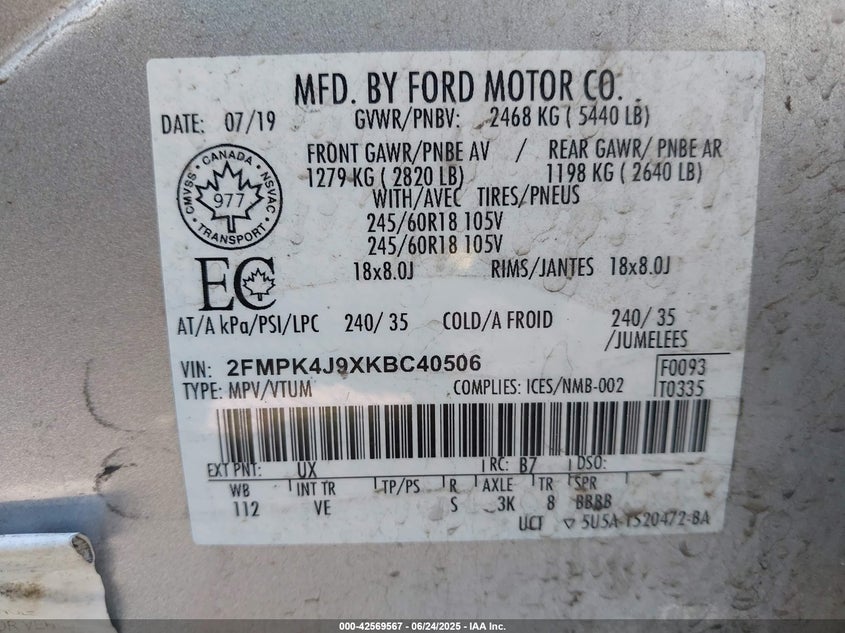 MFD. BY FORD MOTOR CO.
DATE: 07/19 GVWR/PNBV: 2468 KG ( 5440 LB)
FRONT GAWR/PNBE AV / REAR GAWR/ PNBE AR
1279 KG ( 2820 LB) 1198 KG ( 2640 LB)
WITH/AVEC TIRES/PNEUS
245/60R18 105V
245/60R18 105V
18x8.0J RIMS/JANTES 18x8.0J
CMVSS · CANADA · NSVAC · TRANSPORT ·
977
EC
AT/A kPa/PSI/LPC 240/ 35 COLD/A FROID 240/ 35
/JUMELEES
VIN: 2FMPK4J9XKBC40506 F0093
TYPE: MPV/VTUM COMPLIES: ICES/NMB-002 T0335
EXT PNT: UX RC: B7 DSO:
WB INT TR TP/PS R AXLE TR SPR
112 VE S 3K 8 BBBB
UCT ▽ 5U5A-1520472-BA
000-42569567 - 06/24/2025 - IAA Inc.